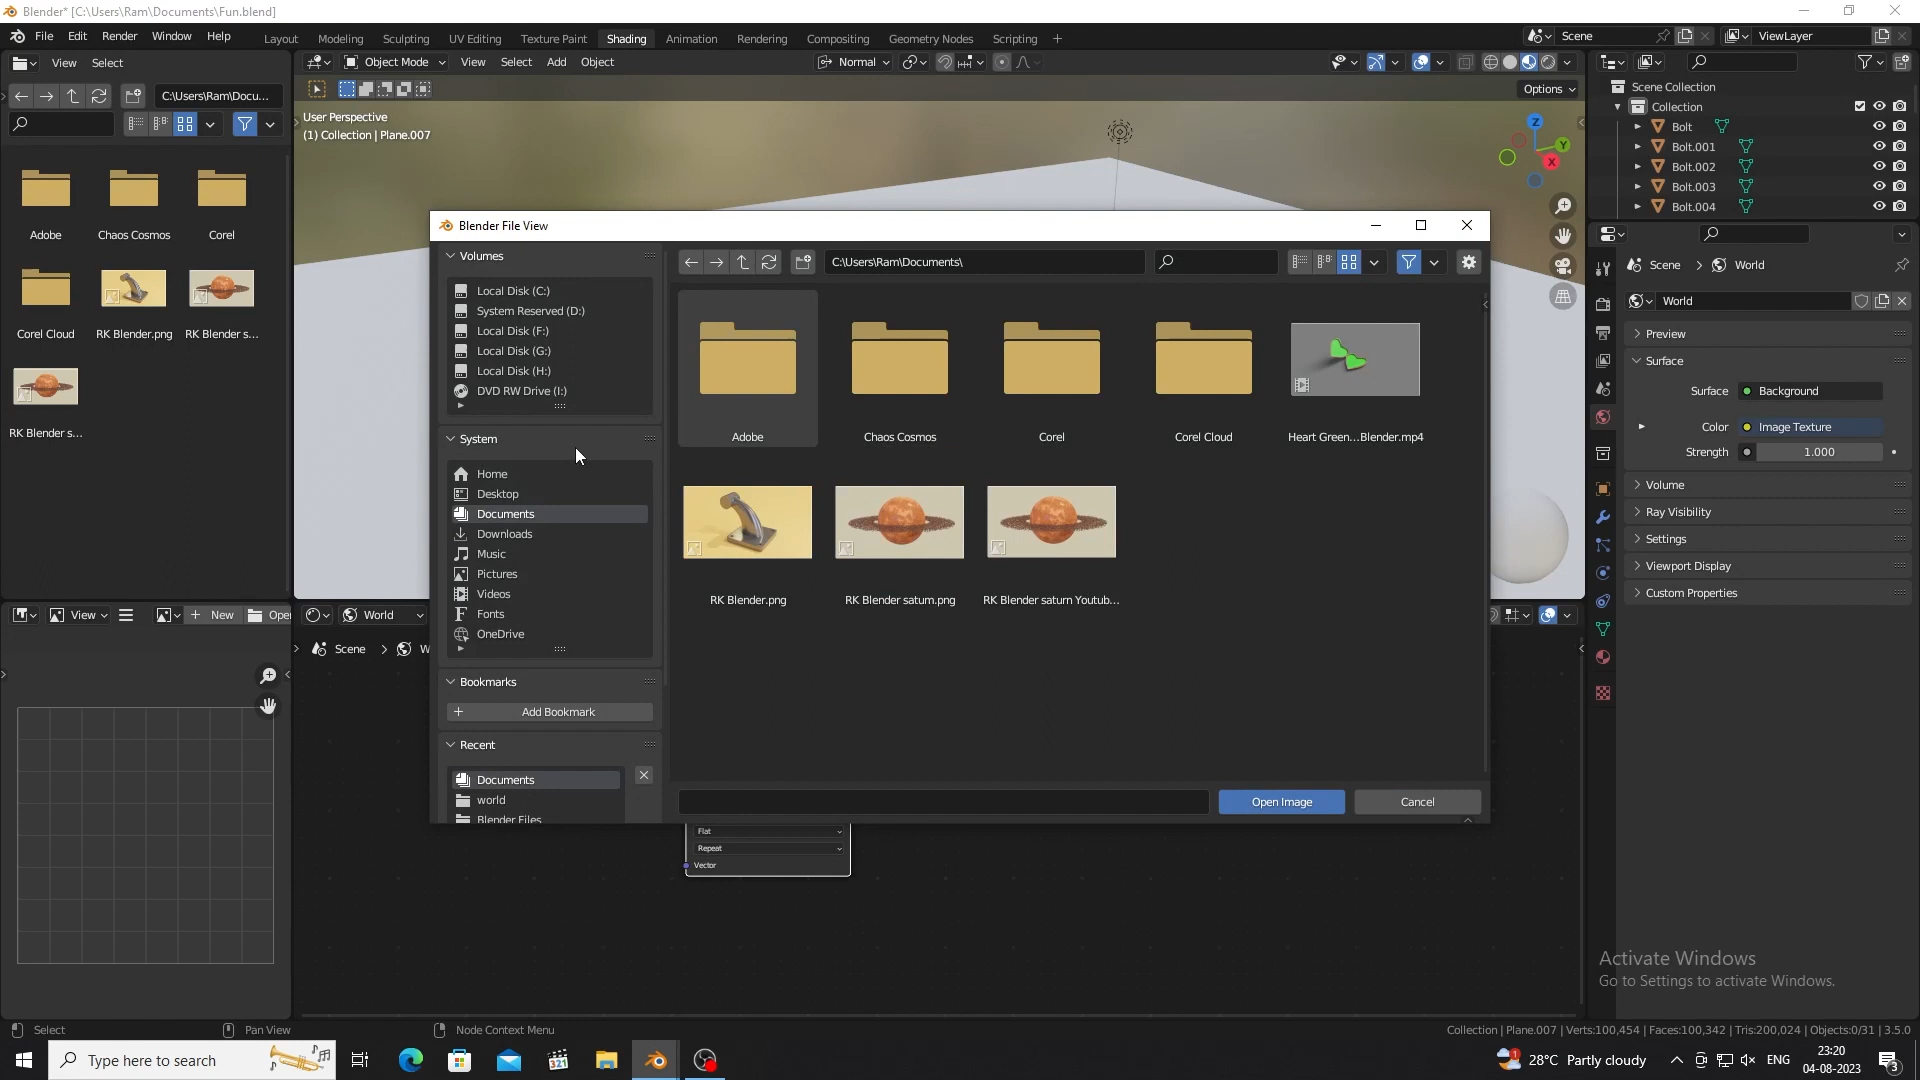 Blender* [C:\Users\Ram\Documents\Fun.blend]
File Edit Render Window Help
Layout Modeling Sculpting UV Editing Texture Paint Shading Animation Rendering Compositing Geometry Nodes Scripting +
Scene ViewLayer
View Select
Object Mode View Select Add Object Normal
C:\Users\Ram\Docu...
Options
User Perspective
(1) Collection | Plane.007
Z Y X
Scene Collection
Collection
Bolt
Bolt.001
Bolt.002
Bolt.003
Bolt.004
Adobe Chaos Cosmos Corel
Corel Cloud RK Blender.png RK Blender s...
RK Blender s...
Blender File View
Volumes
C:\Users\Ram\Documents\
Local Disk (C:)
System Reserved (D:)
Local Disk (F:)
Local Disk (G:)
Local Disk (H:)
DVD RW Drive (I:)
System
Home
Desktop
Documents
Downloads
Music
Pictures
Videos
Fonts
OneDrive
Bookmarks
Add Bookmark
Recent
Documents
world
Blender Files
Adobe Chaos Cosmos Corel Corel Cloud Heart Green...Blender.mp4
RK Blender.png RK Blender saturn.png RK Blender saturn Youtub...
Open Image Cancel
Scene > World
World
Preview
Surface
Surface Background
Color Image Texture
Strength 1.000
Volume
Ray Visibility
Settings
Viewport Display
Custom Properties
View + New Open
World
Scene > W
Flat
Repeat
Vector
Activate Windows
Go to Settings to activate Windows.
Select Pan View Node Context Menu
Collection | Plane.007 | Verts:100,454 | Faces:100,342 | Tris:200,024 | Objects:0/31 | 3.5.0
Type here to search
321
1 28°C Partly cloudy ENG
23:20
04-08-2023
3